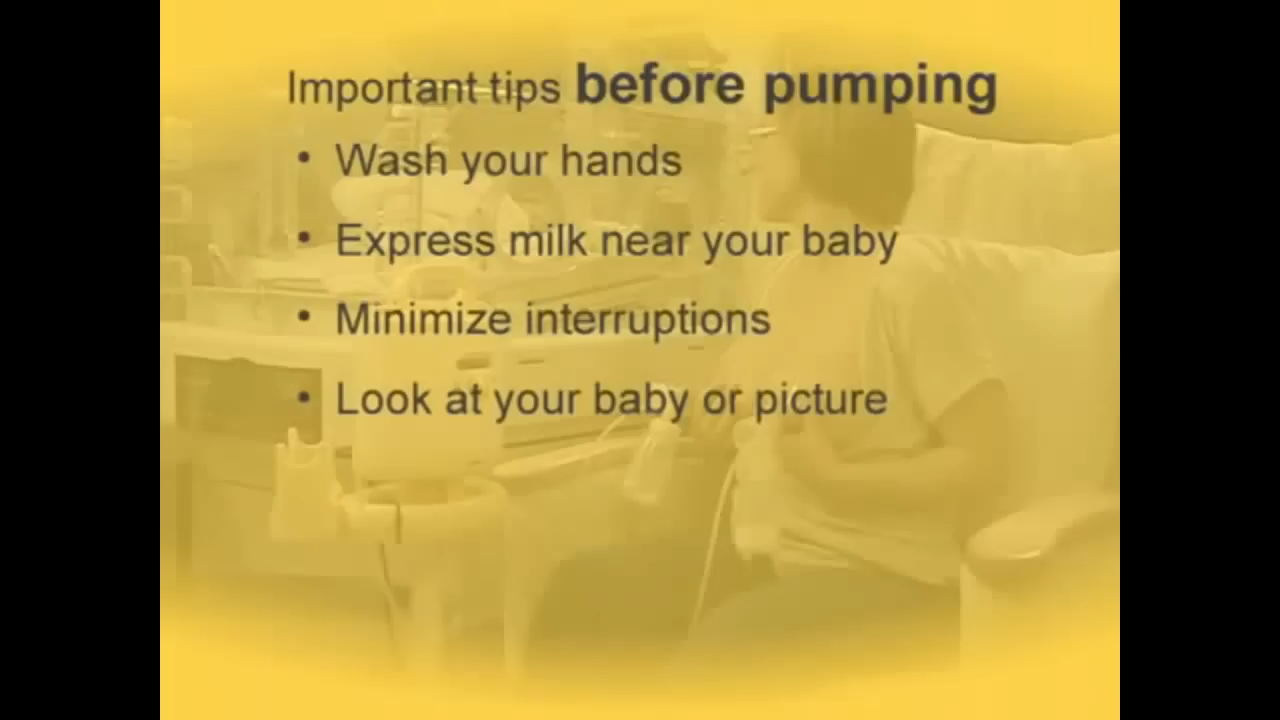 Important tips before pumping
• Wash your hands
• Express milk near your baby
• Minimize interruptions
• Look at your baby or picture